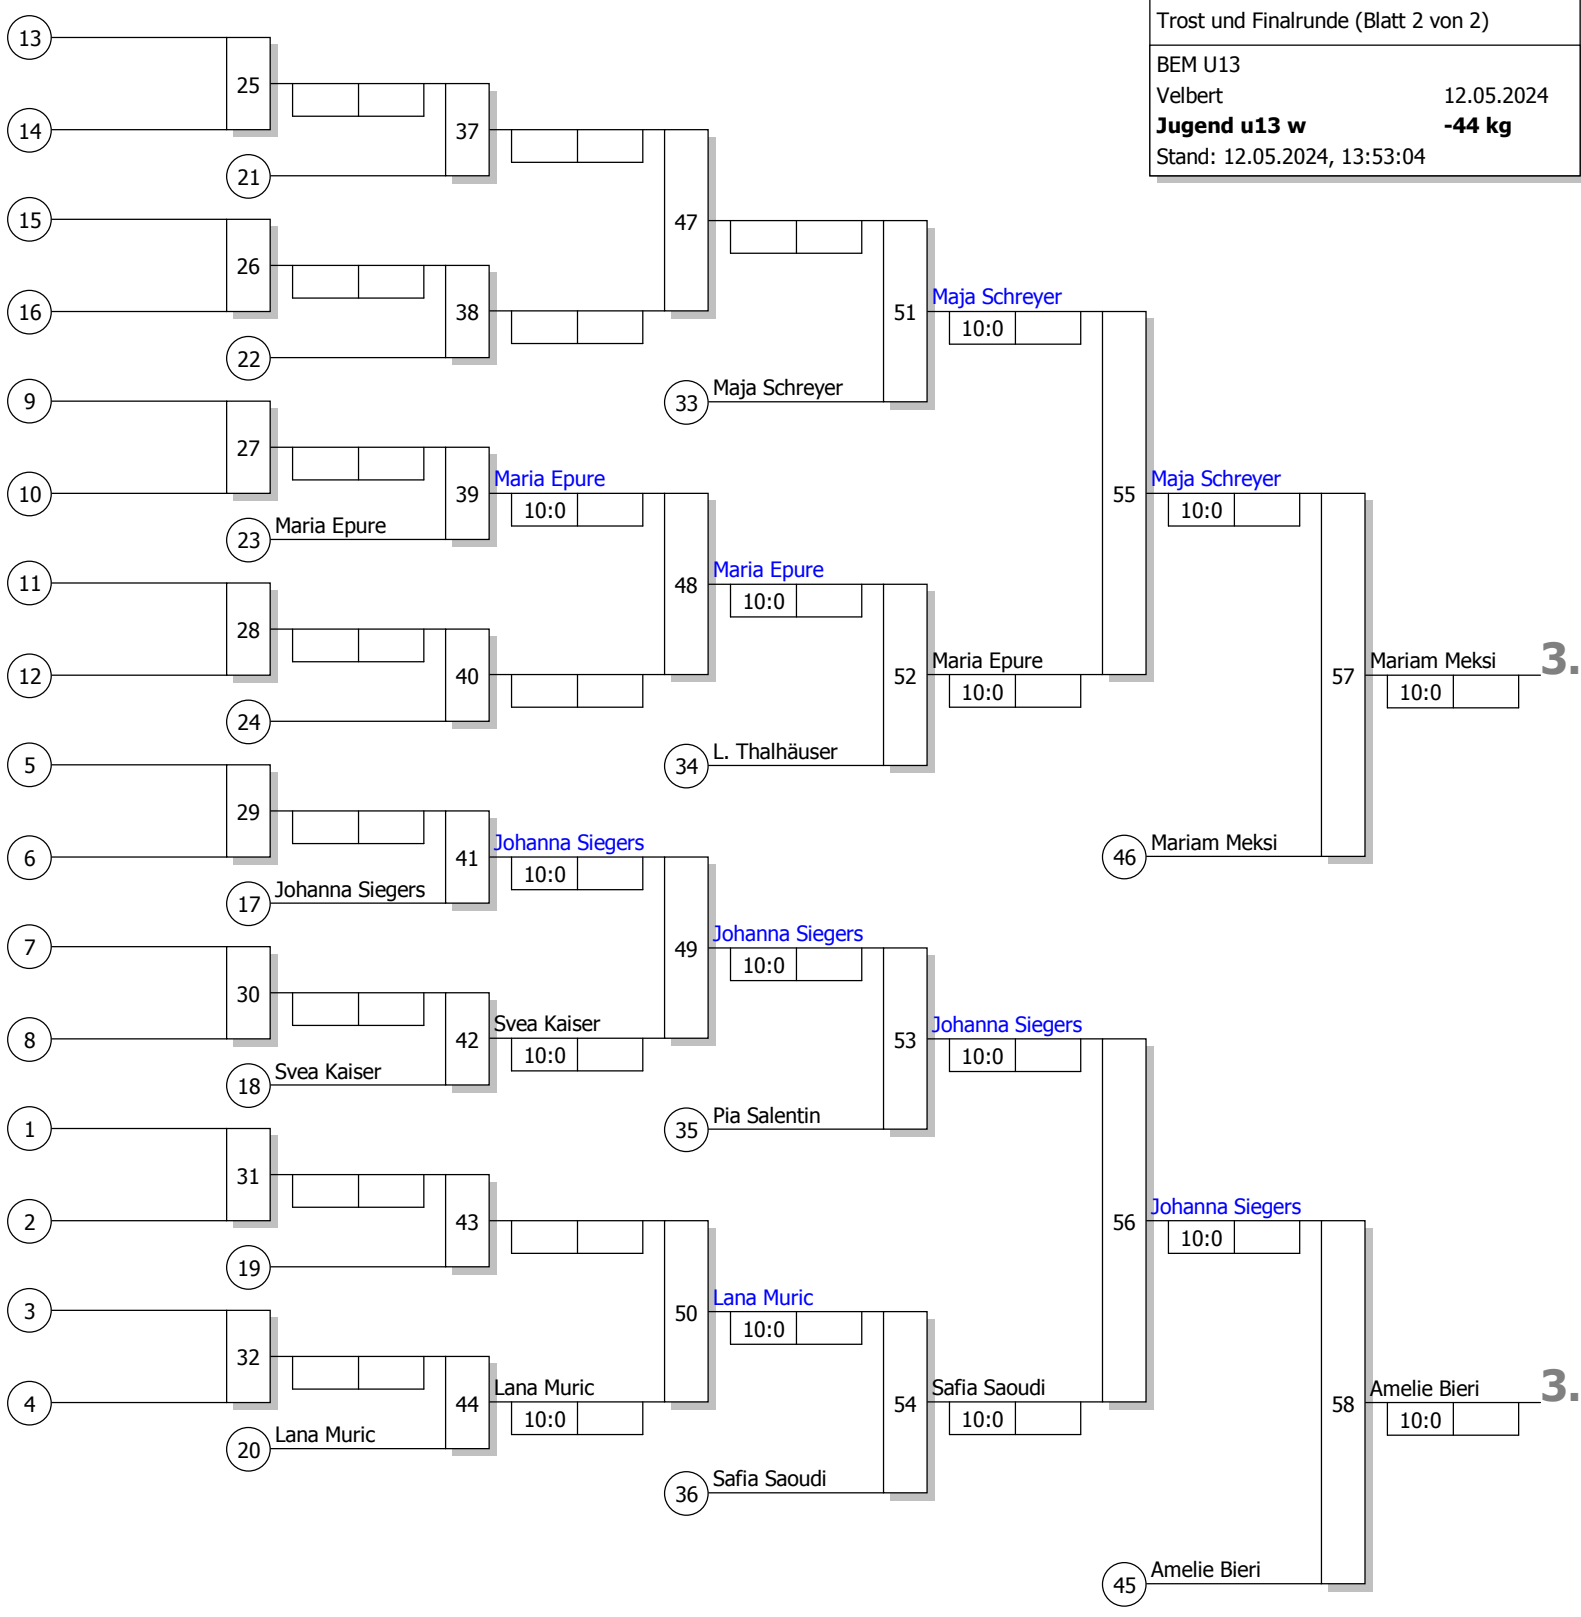 Trost und Finalrunde (Blatt 2 von 2)
BEM U13
Velbert 12.05.2024
Jugend u13 w -44 kg
Stand: 12.05.2024, 13:53:04
13
25
14
37
21
15
47
26
16
38
22
51
Maja Schreyer
10:0
33
Maja Schreyer
9
27
10
39
Maria Epure
10:0
23
Maria Epure
55
Maja Schreyer
10:0
11
48
Maria Epure
10:0
28
12
40
24
52
Maria Epure
10:0
34
L. Thalhäuser
57
Mariam Meksi
10:0
3.
5
29
6
41
Johanna Siegers
10:0
17
Johanna Siegers
46
Mariam Meksi
7
49
Johanna Siegers
10:0
30
8
42
Svea Kaiser
10:0
18
Svea Kaiser
53
Johanna Siegers
10:0
35
Pia Salentin
1
31
2
43
19
56
Johanna Siegers
10:0
3
50
Lana Muric
10:0
32
4
44
Lana Muric
10:0
20
Lana Muric
54
Safia Saoudi
10:0
36
Safia Saoudi
58
Amelie Bieri
10:0
3.
45
Amelie Bieri